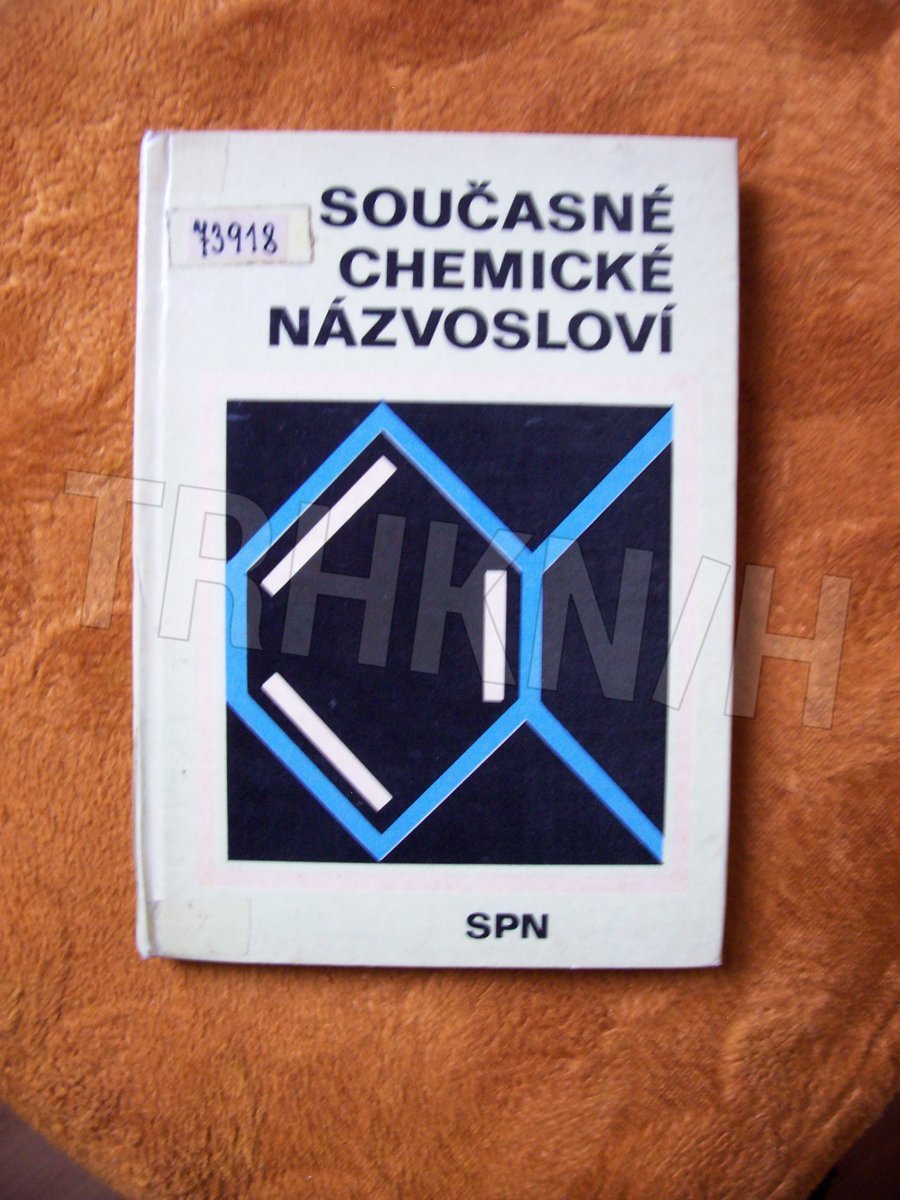 73918
SOUČASNÉ
CHEMICKÉ
NÁZVOSLOVÍ
TRHKNIH
SPN